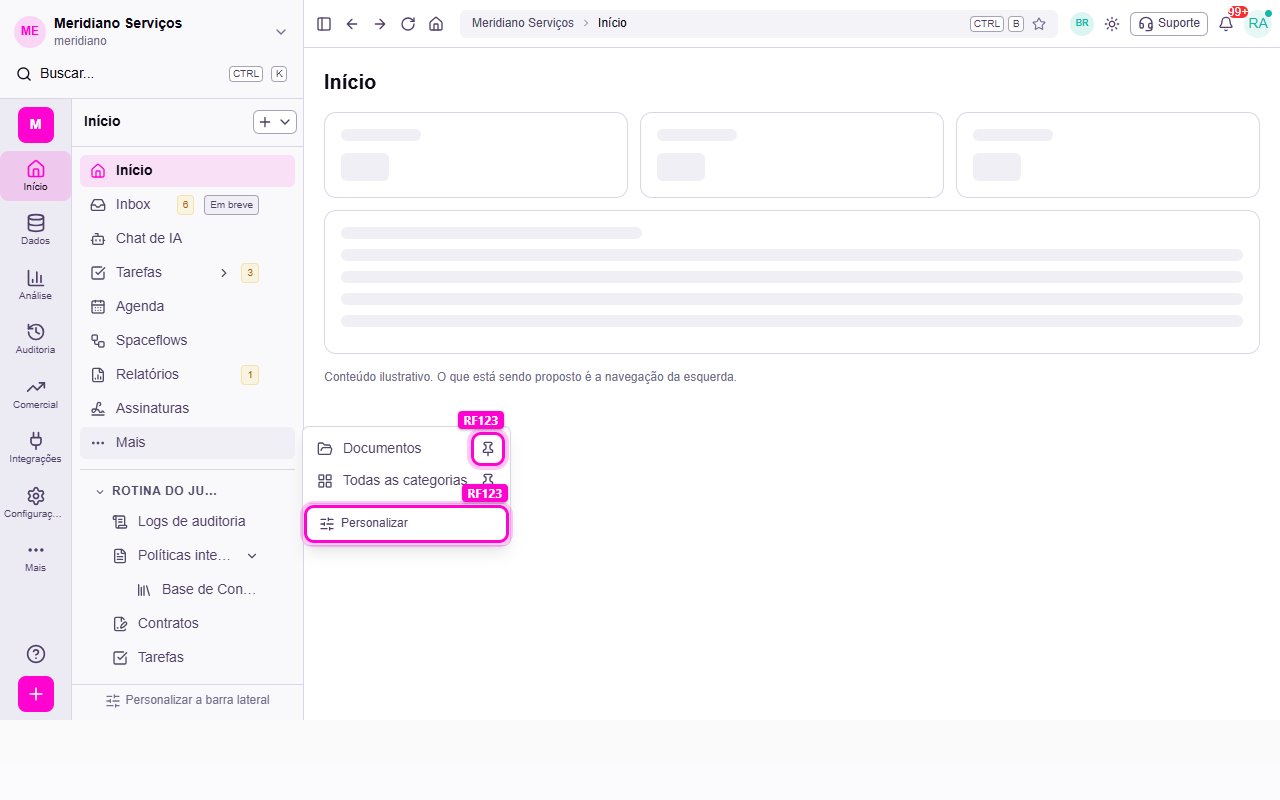 ME
Meridiano Serviços
meridiano
Buscar...
CTRL K
Meridiano Serviços > Início
CTRL B
BR
Suporte
99+
RA
M
Início
Dados
Análise
Auditoria
Comercial
Integrações
Configuraç...
Mais
Início
Início
Inbox 6 Em breve
Chat de IA
Tarefas 3
Agenda
Spaceflows
Relatórios 1
Assinaturas
Mais
ROTINA DO JU...
Logs de auditoria
Políticas inte...
Base de Con...
Contratos
Tarefas
Personalizar a barra lateral
Início
Conteúdo ilustrativo. O que está sendo proposto é a navegação da esquerda.
RF123
Documentos
Todas as categorias
RF123
Personalizar